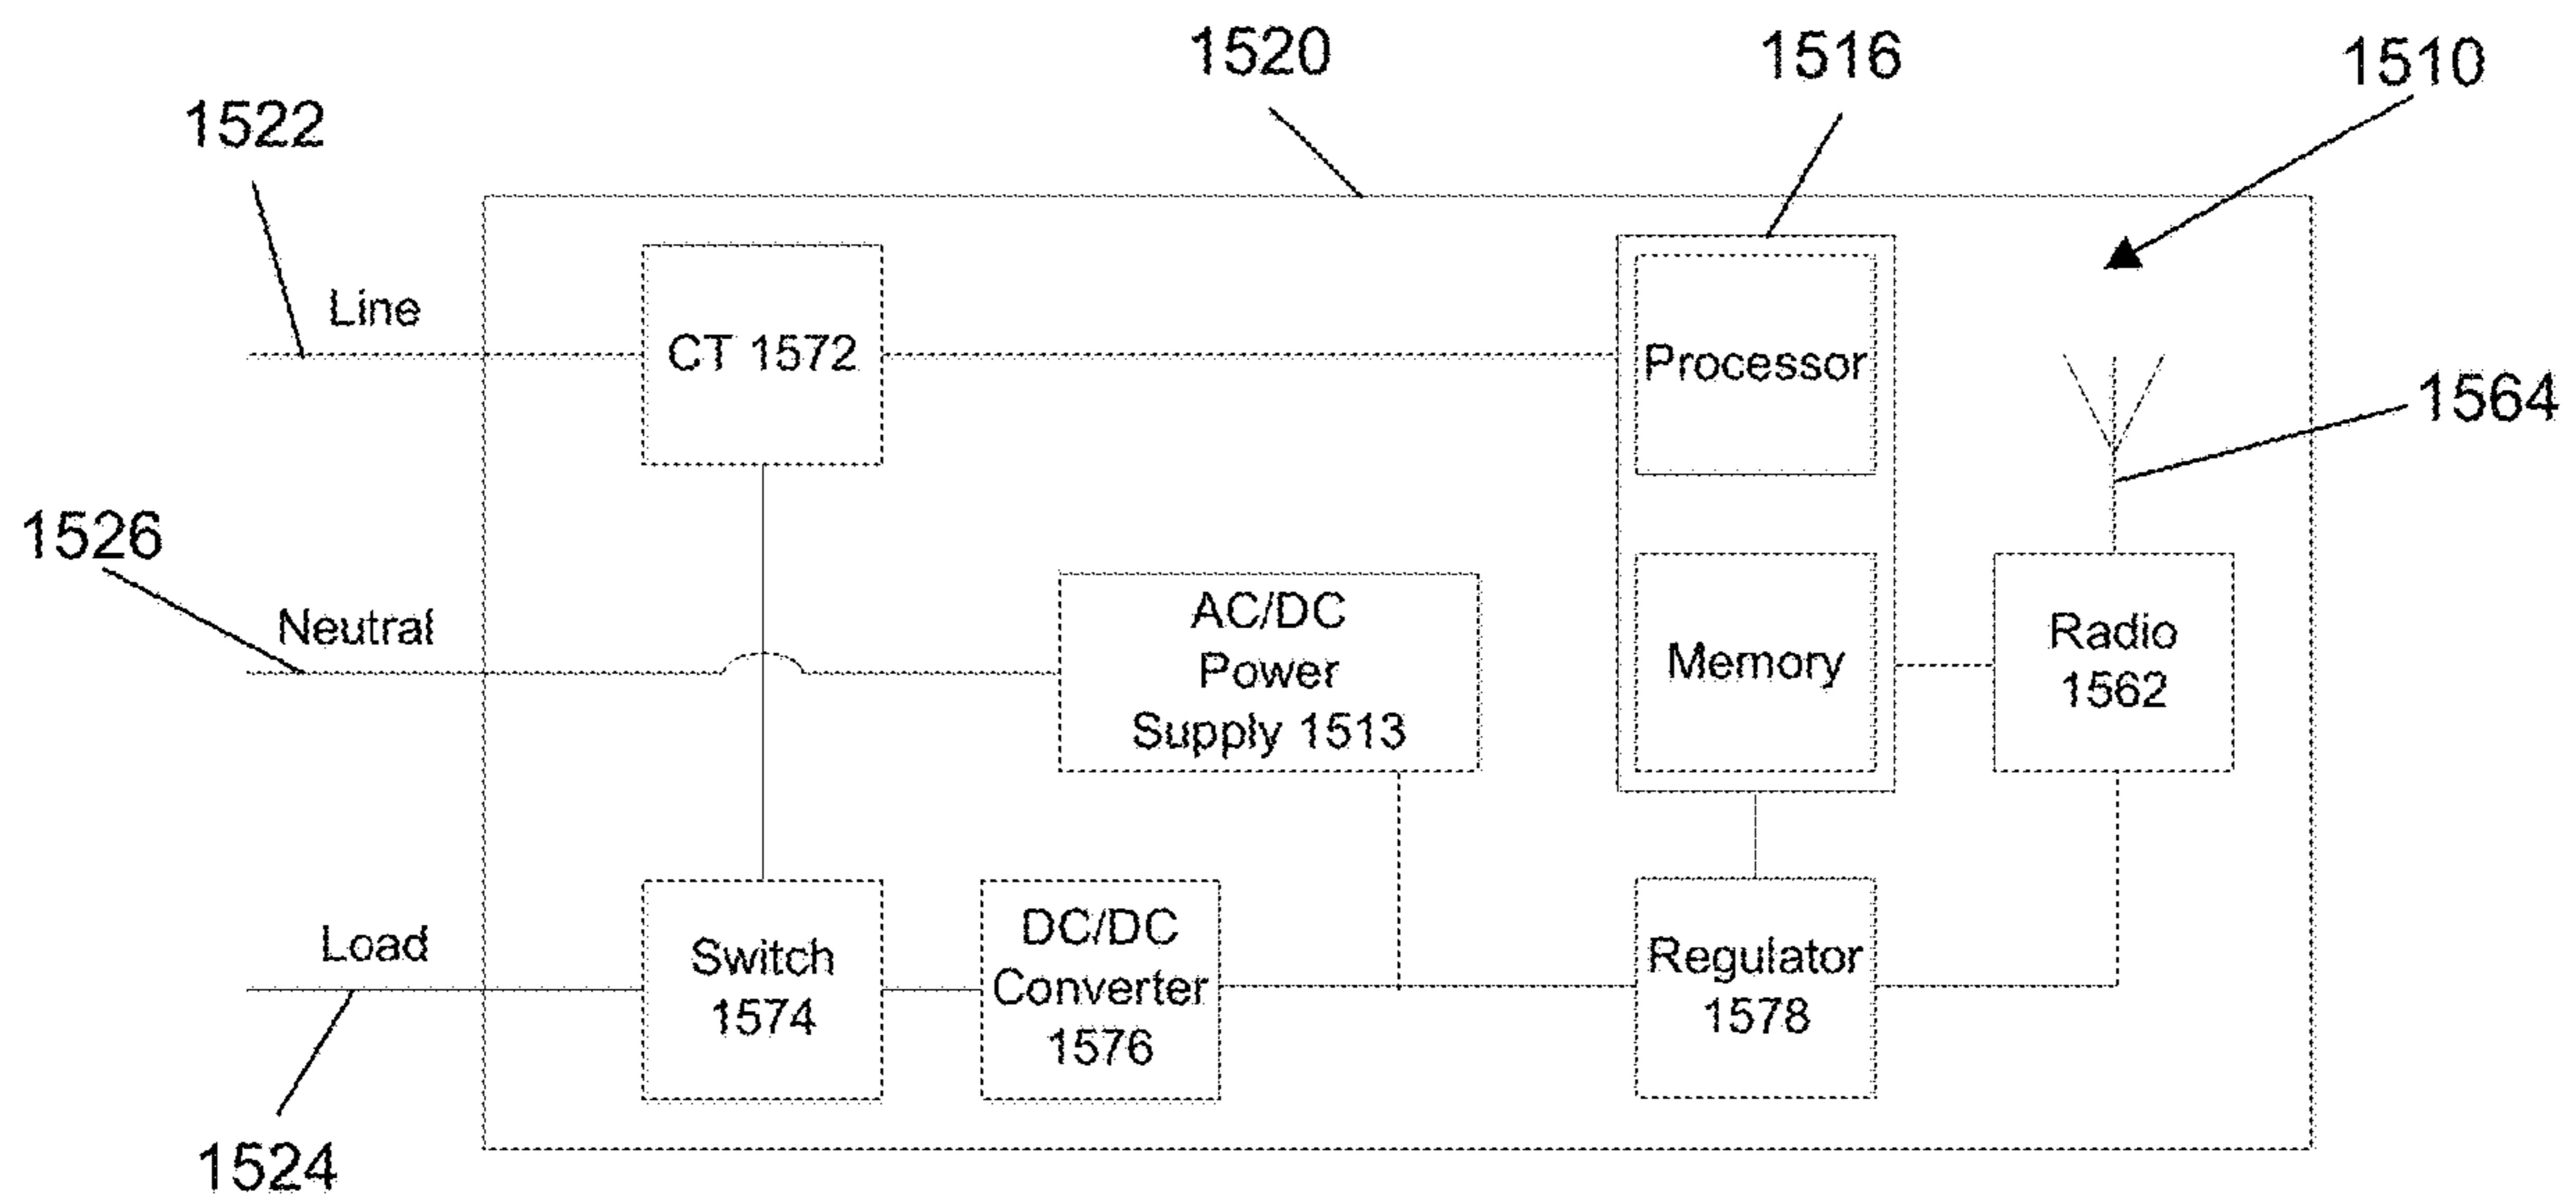 1520
1516
1510
1522
Line
CT 1572
Processor
1564
1526
Neutral
AC/DC
Power
Supply 1513
Memory
Radio
1562
Load
Switch
1574
DC/DC
Converter
1576
Regulator
1578
1524